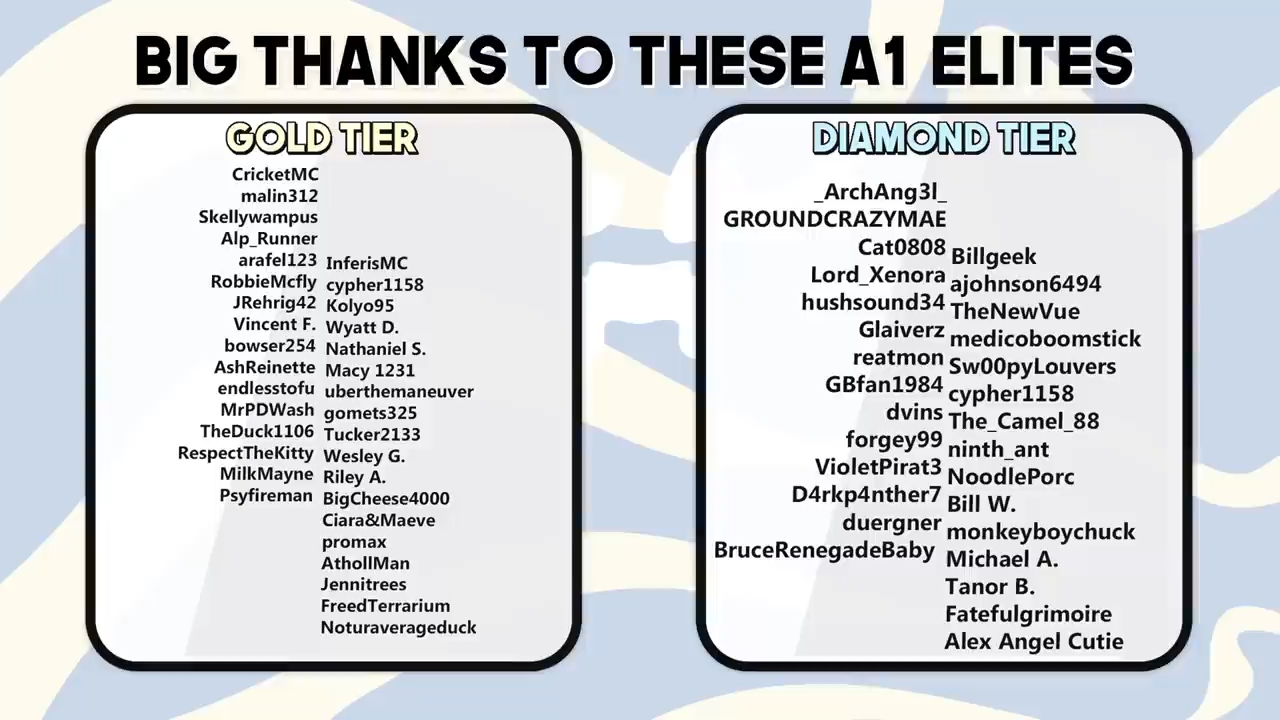 BIG THANKS TO THESE A1 ELITES
GOLD TIER
CricketMC
malin312
Skellywampus
Alp_Runner
arafel123
RobbieMcfly
JRehrig42
Vincent F.
bowser254
AshReinette
endlesstofu
MrPDWash
TheDuck1106
RespectTheKitty
MilkMayne
Psyfireman
InferisMC
cypher1158
Kolyo95
Wyatt D.
Nathaniel S.
Macy 1231
uberthemaneuver
gomets325
Tucker2133
Wesley G.
Riley A.
BigCheese4000
Ciara&Maeve
promax
AthollMan
Jennitrees
FreedTerrarium
Noturaverageduck
DIAMOND TIER
_ArchAng3l_
GROUNDCRAZYMAE
Cat0808
Lord_Xenora
hushsound34
Glaiverz
reatmon
GBfan1984
dvins
forgey99
VioletPirat3
D4rkp4nther7
duergner
BruceRenegadeBaby
Billgeek
ajohnson6494
TheNewVue
medicoboomstick
Sw00pyLouvers
cypher1158
The_Camel_88
ninth_ant
NoodlePorc
Bill W.
monkeyboychuck
Michael A.
Tanor B.
Fatefulgrimoire
Alex Angel Cutie